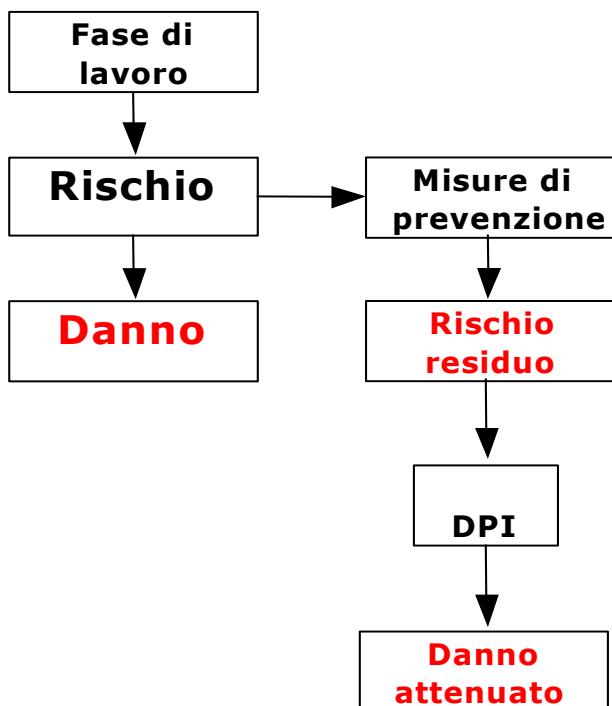 Fase di
lavoro
Rischio
Misure di
prevenzione
Danno
Rischio
residuo
DPI
Danno
attenuato